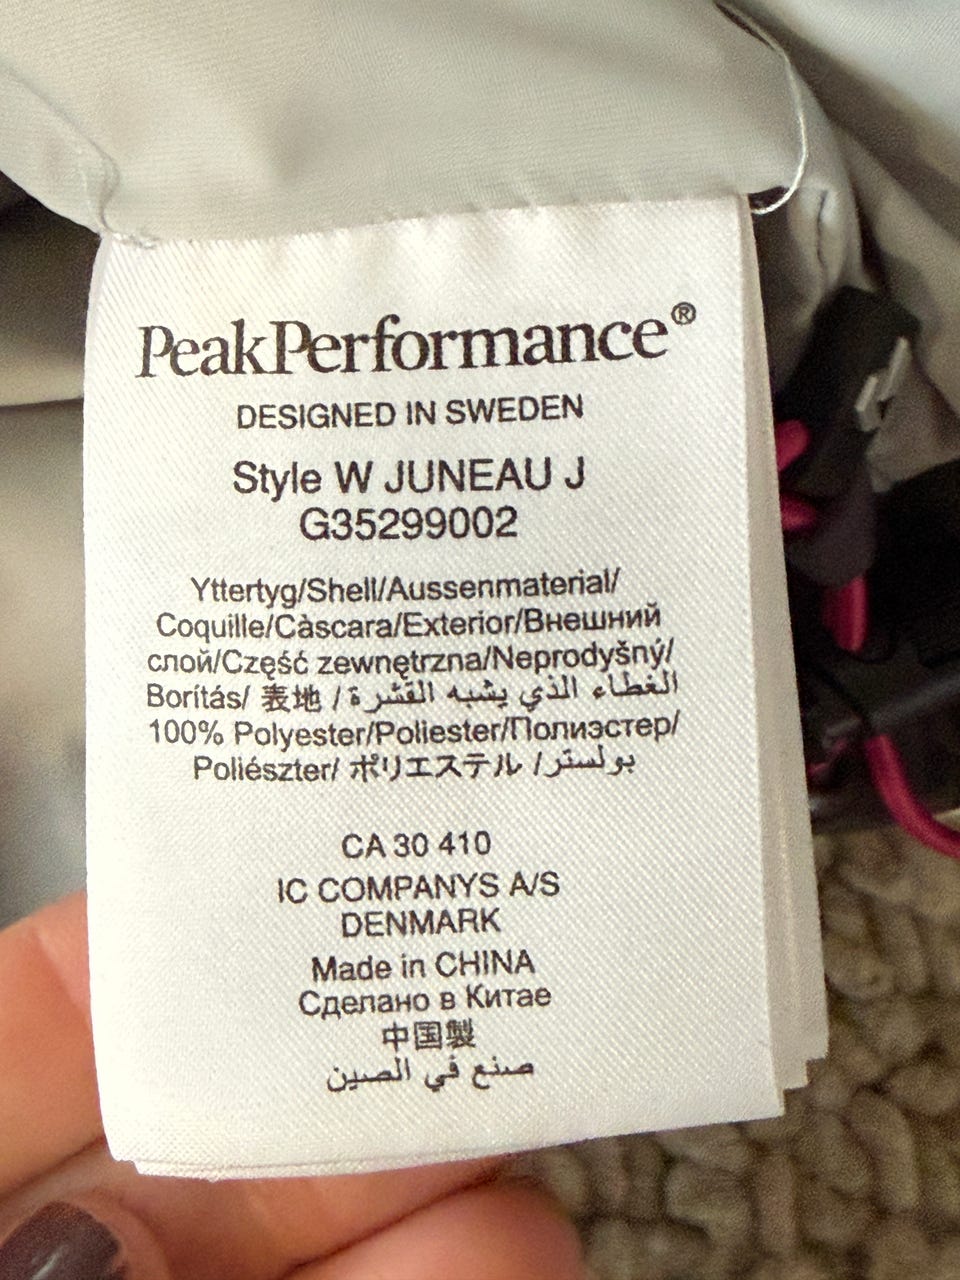 PeakPerformance®
DESIGNED IN SWEDEN
Style W JUNEAU J
G35299002
Yttertyg/Shell/Aussenmaterial/
Coquille/Càscara/Exterior/Внешний
слой/Część zewnętrzna/Neprodyšný/
Borítás/ 表地 / الغطاء الذي يشبه القشرة
100% Polyester/Poliester/Полиэстер/
Poliészter/ ポリエステル / بولستر
CA 30 410
IC COMPANYS A/S
DENMARK
Made in CHINA
Сделано в Китае
中国製
صنع في الصين